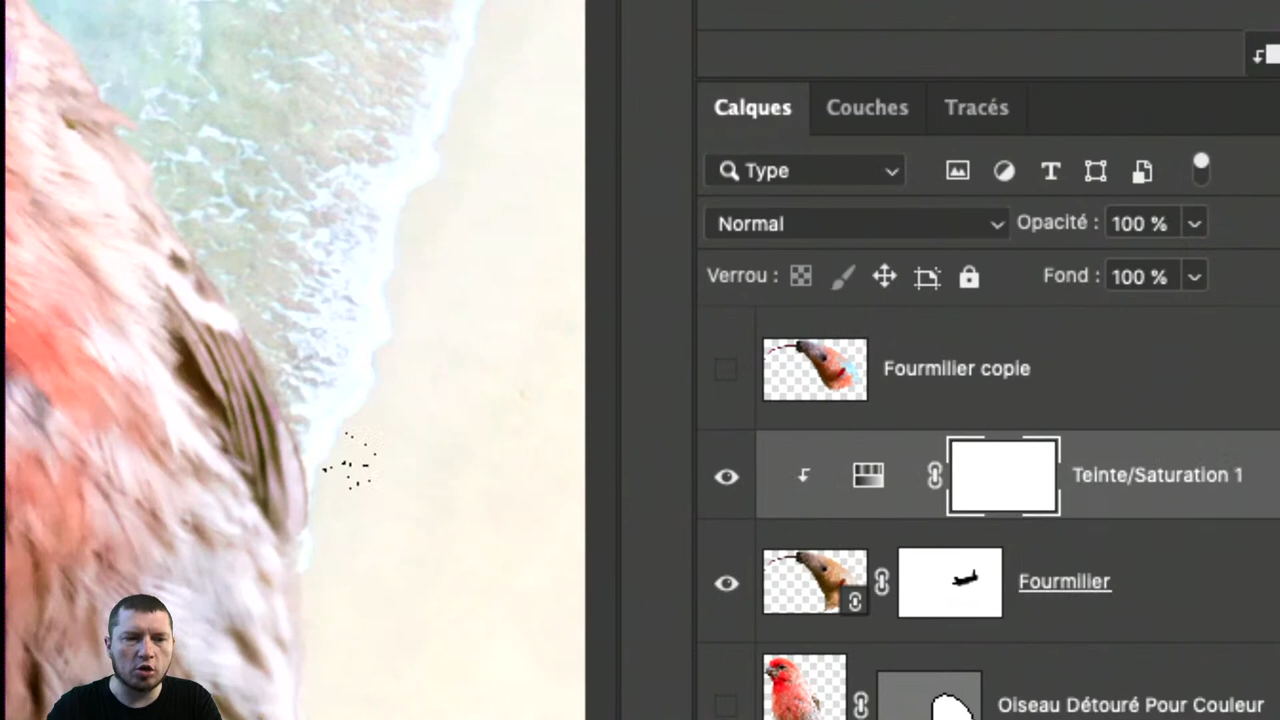 Calques Couches Tracés
Type
Normal Opacité : 100 %
Verrou : Fond : 100 %
Fourmilier copie
Teinte/Saturation 1
Fourmilier
Oiseau Détouré Pour Couleur